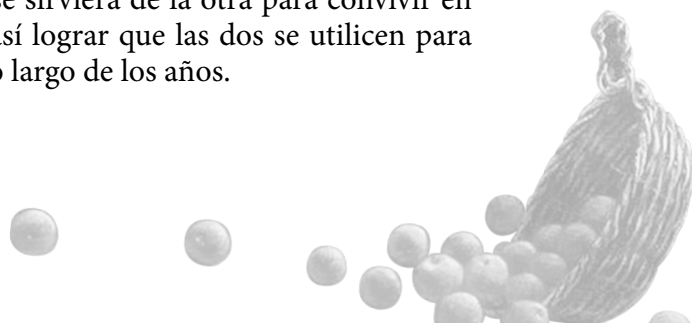 se sirviera de la otra para convivir en
así lograr que las dos se utilicen para
o largo de los años.